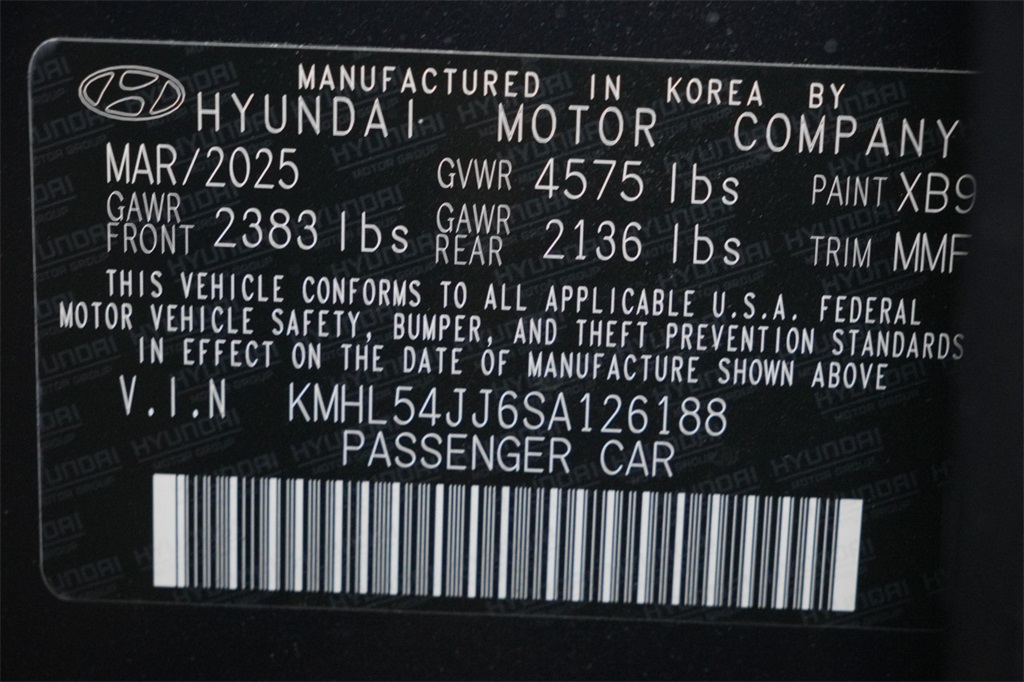 MANUFACTURED IN KOREA BY
HYUNDAI MOTOR COMPANY
MAR/2025 GVWR 4575 lbs PAINT XB9
GAWR FRONT 2383 lbs GAWR REAR 2136 lbs TRIM MMF
THIS VEHICLE CONFORMS TO ALL APPLICABLE U.S.A. FEDERAL
MOTOR VEHICLE SAFETY, BUMPER, AND THEFT PREVENTION STANDARDS
IN EFFECT ON THE DATE OF MANUFACTURE SHOWN ABOVE
V.I.N KMHL54JJ6SA126188
PASSENGER CAR